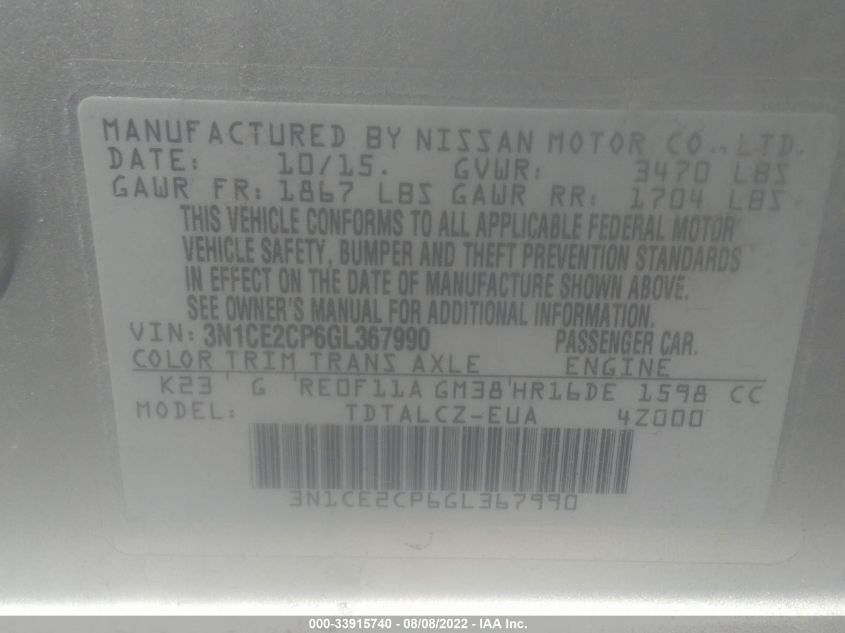 MANUFACTURED BY NISSAN MOTOR CO., LTD.
DATE: 10/15. GVWR: 3470 LBS
GAWR FR: 1867 LBS GAWR RR: 1704 LBS
THIS VEHICLE CONFORMS TO ALL APPLICABLE FEDERAL MOTOR
VEHICLE SAFETY, BUMPER AND THEFT PREVENTION STANDARDS
IN EFFECT ON THE DATE OF MANUFACTURE SHOWN ABOVE.
SEE OWNER'S MANUAL FOR ADDITIONAL INFORMATION.
VIN: 3N1CE2CP6GL367990 PASSENGER CAR.
COLOR TRIM TRANS AXLE ENGINE
K23 ' G 'RE0F11A GM38'HR16DE 1598 CC
MODEL: TDTALCZ-EUA 4Z000
3N1CE2CP6GL367990
000-33915740 - 08/08/2022 - IAA Inc.